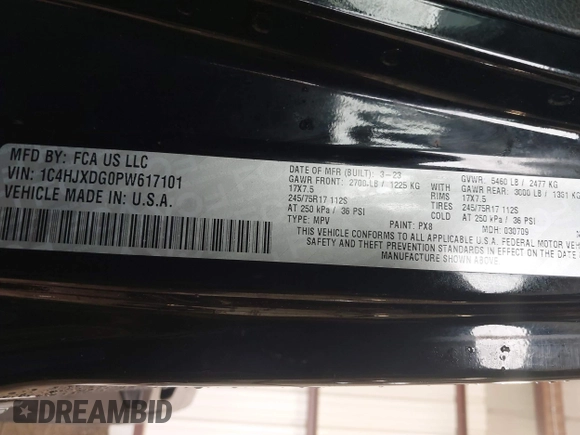 MFD BY: FCA US LLC
VIN: 1C4HJXDG0PW617101
VEHICLE MADE IN: U.S.A.
DATE OF MFR (BUILT): 3-23
GAWR FRONT: 2700 LB / 1225 KG
17X7.5
245/75R17 112S
AT 250 kPa / 36 PSI
TYPE: MPV
PAINT: PX8
GVWR: 5460 LB / 2477 KG
GAWR REAR: 3000 LB / 1361 KG
RIMS 17X7.5
TIRES 245/75R17 112S
COLD AT 250 kPa / 36 PSI
MDH: 030709
THIS VEHICLE CONFORMS TO ALL APPLICABLE U.S.A. FEDERAL MOTOR
SAFETY AND THEFT PREVENTION STANDARDS IN EFFECT ON THE DATE
MANUFACTURE SHOWN ABOVE.
DREAMBID